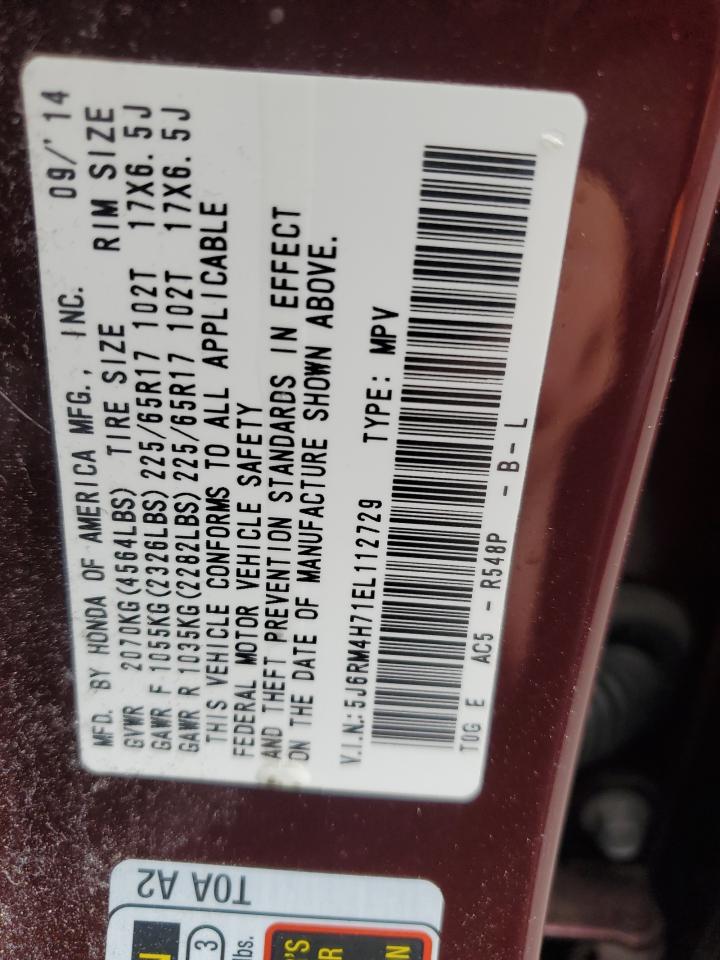 MFD. BY HONDA OF AMERICA MFG., INC. 09/'14
GVWR 2070KG(4564LBS) TIRE SIZE RIM SIZE
GAWR F 1055KG(2326LBS) 225/65R17 102T 17X6.5J
GAWR R 1035KG(2282LBS) 225/65R17 102T 17X6.5J
THIS VEHICLE CONFORMS TO ALL APPLICABLE
FEDERAL MOTOR VEHICLE SAFETY
AND THEFT PREVENTION STANDARDS IN EFFECT
ON THE DATE OF MANUFACTURE SHOWN ABOVE.
V.I.N.: 5J6RM4H71EL112729 TYPE: MPV
T0G E AC5 - R548P - B - L
T0A A2
N
3
lbs.
'S
R
N